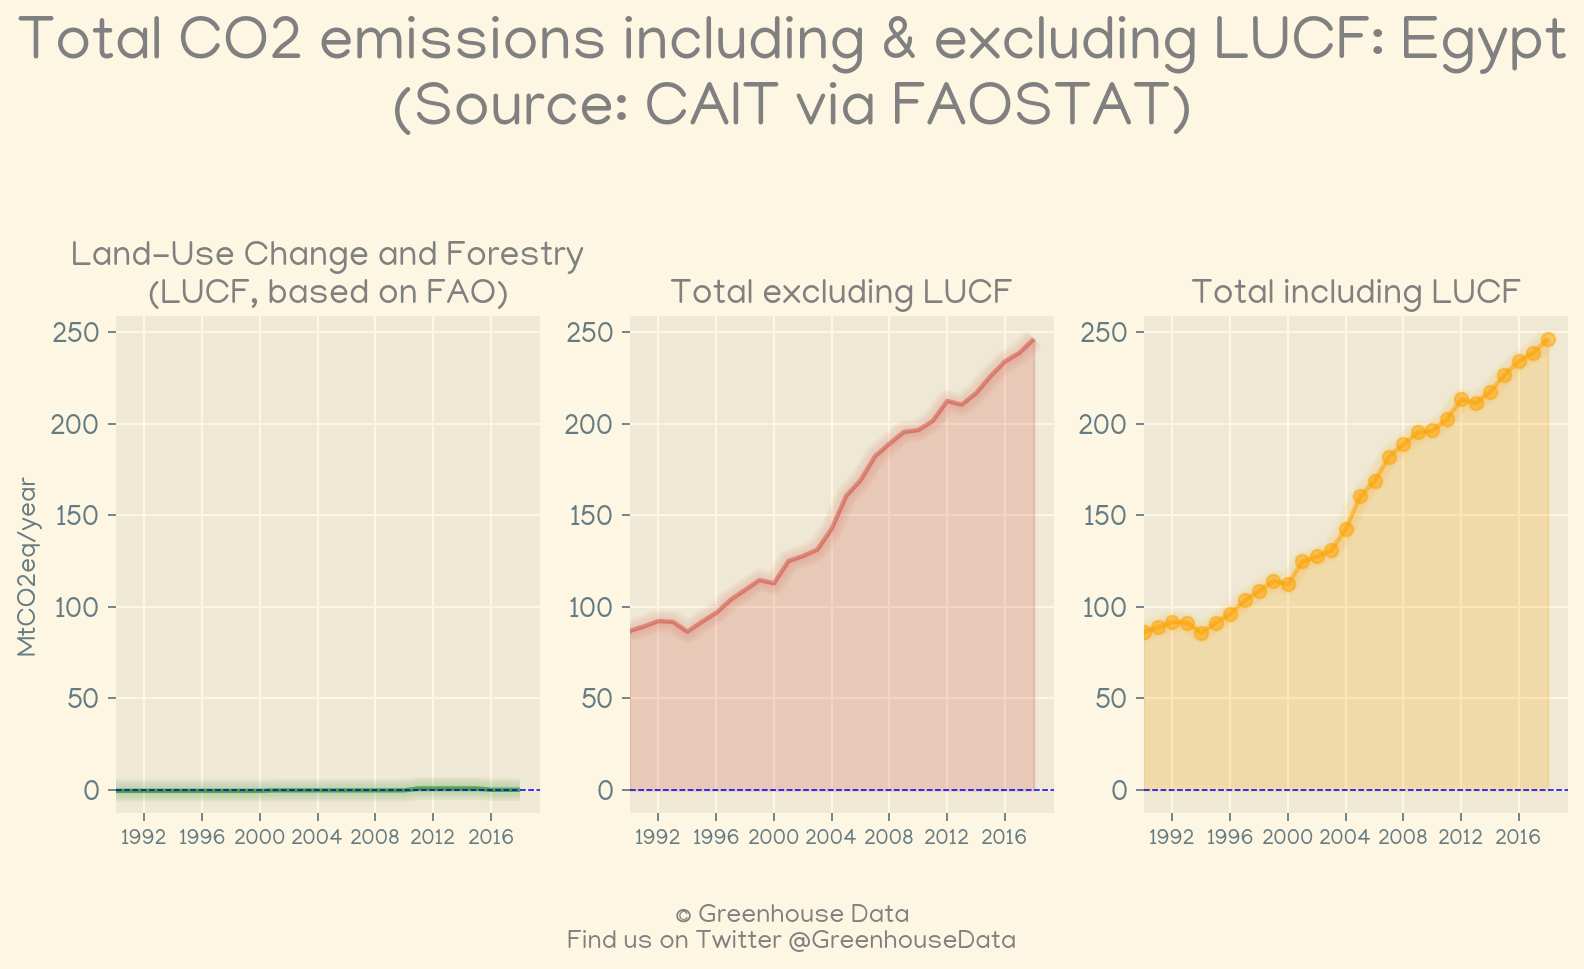 Total CO2 emissions including & excluding LUCF: Egypt
(Source: CAIT via FAOSTAT)
Land-Use Change and Forestry
(LUCF, based on FAO)
250
200
150
100
50
0
MtCO2eq/year
1992 1996 2000 2004 2008 2012 2016
Total excluding LUCF
250
200
150
100
50
0
1992 1996 2000 2004 2008 2012 2016
Total including LUCF
250
200
150
100
50
0
1992 1996 2000 2004 2008 2012 2016
© Greenhouse Data
Find us on Twitter @GreenhouseData